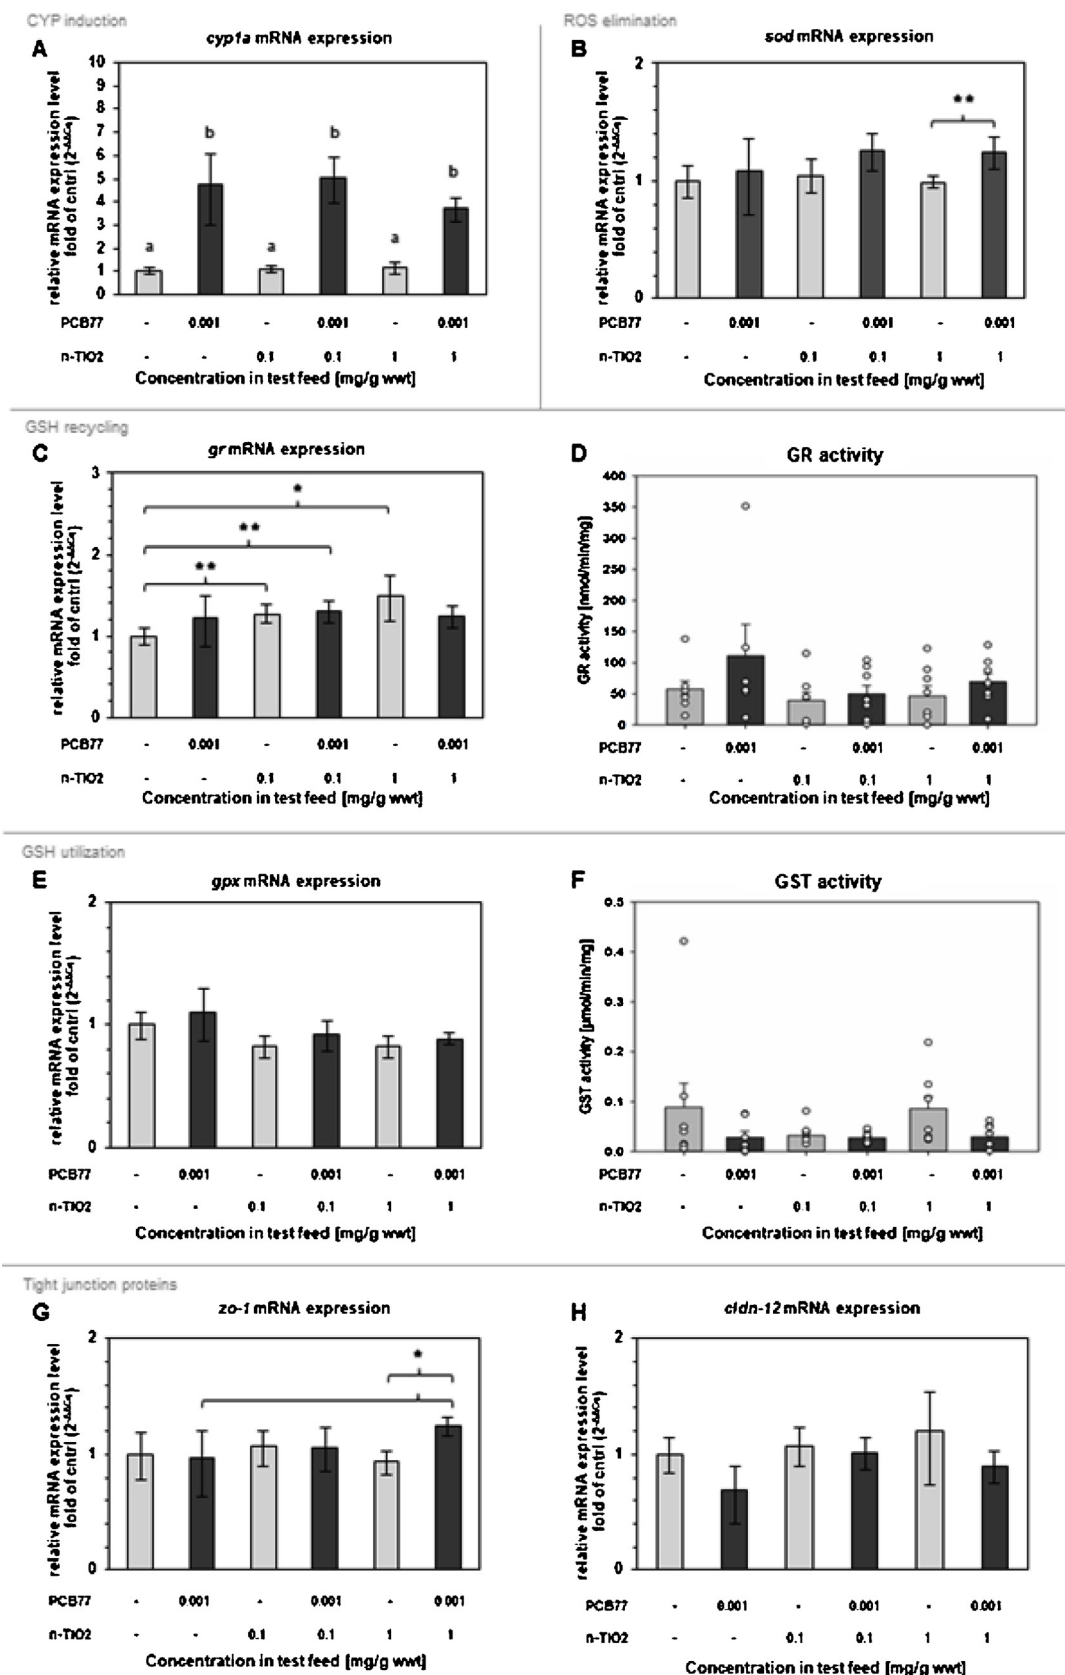 CYP induction
ROS elimination
A
cyp1a mRNA expression
B
sod mRNA expression
relative mRNA expression level
fold of cntrl (2^-ΔΔCq)
10
9
8
7
6
5
4
3
2
1
0
a
b
a
b
a
b
relative mRNA expression level
fold of cntrl (2^-ΔΔCq)
2
1
0
**
PCB77 - 0.001 - 0.001 - 0.001
n-TIO2 - - 0.1 0.1 1 1
Concentration in test feed [mg/g wwt]
PCB77 - 0.001 - 0.001 - 0.001
n-TIO2 - - 0.1 0.1 1 1
Concentration in test feed [mg/g wwt]
GSH recycling
C
gr mRNA expression
D
GR activity
relative mRNA expression level
fold of cntrl (2^-ΔΔCq)
3
2
1
0
*
**
**
GR activity [nmol/min/mg]
400
350
300
250
200
150
100
50
0
PCB77 - 0.001 - 0.001 - 0.001
n-TIO2 - - 0.1 0.1 1 1
Concentration in test feed [mg/g wwt]
PCB77 - 0.001 - 0.001 - 0.001
n-TIO2 - - 0.1 0.1 1 1
Concentration in test feed [mg/g wwt]
GSH utilization
E
gpx mRNA expression
F
GST activity
relative mRNA expression level
fold of cntrl (2^-ΔΔCq)
2
1
0
GST activity [µmol/min/mg]
0.5
0.4
0.3
0.2
0.1
0.0
PCB77 - 0.001 - 0.001 - 0.001
n-TIO2 - - 0.1 0.1 1 1
Concentration in test feed [mg/g wwt]
PCB77 - 0.001 - 0.001 - 0.001
n-TIO2 - - 0.1 0.1 1 1
Concentration in test feed [mg/g wwt]
Tight junction proteins
G
zo-1 mRNA expression
H
cldn-12 mRNA expression
relative mRNA expression level
fold of cntrl (2^-ΔΔCq)
2
1
0
*
relative mRNA expression level
fold of cntrl (2^-ΔΔCq)
2
1
0
PCB77 - 0.001 - 0.001 - 0.001
n-TIO2 - - 0.1 0.1 1 1
Concentration in test feed [mg/g wwt]
PCB77 - 0.001 - 0.001 - 0.001
n-TIO2 - - 0.1 0.1 1 1
Concentration in test feed [mg/g wwt]